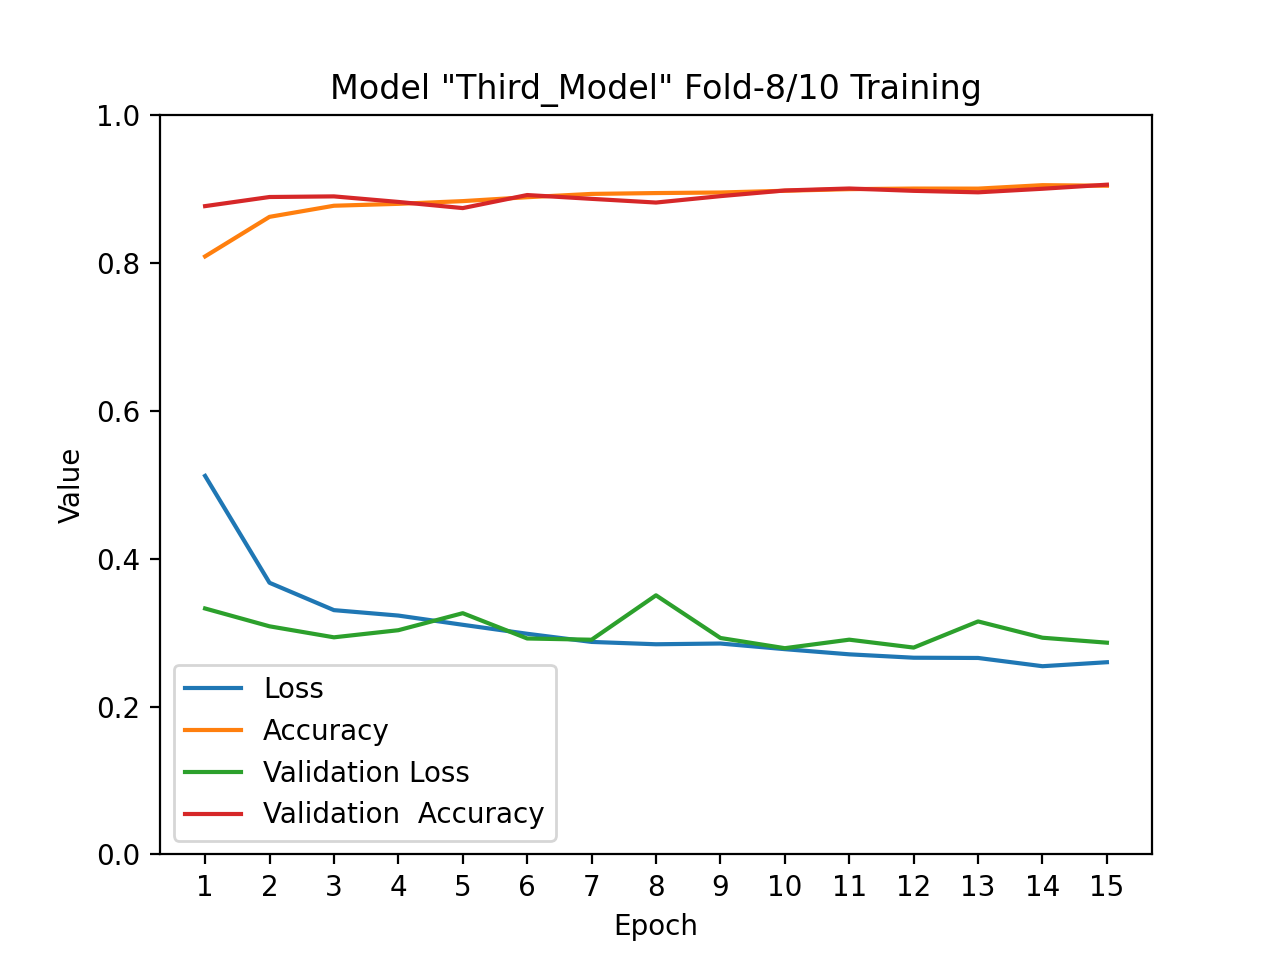 Model "Third_Model" Fold-8/10 Training
1.0
0.8
0.6
0.4
0.2
0.0
Value
Loss
Accuracy
Validation Loss
Validation  Accuracy
1 2 3 4 5 6 7 8 9 10 11 12 13 14 15
Epoch